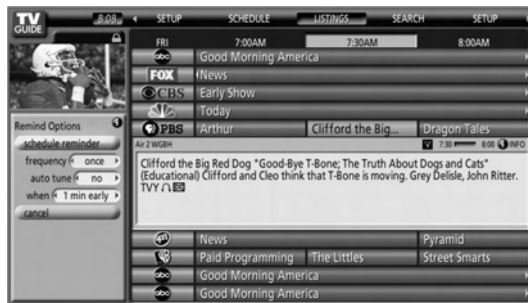 TV GUIDE
8:08 SETUP SCHEDULE LISTINGS SEARCH SETUP
FRI 7:00AM 7:30AM 8:00AM
abc Good Morning America
FOX News
CBS Early Show
Today
PBS Arthur Clifford the Big... Dragon Tales
Remind Options
schedule reminder
frequency once
auto tune no
when 1 min early
cancel
Air 2 WGBH 7:30 8:00 INFO
Clifford the Big Red Dog "Good-Bye T-Bone; The Truth About Dogs and Cats"
(Educational) Clifford and Cleo think that T-Bone is moving. Grey Delisle, John Ritter.
TVY
News Pyramid
Paid Programming The Littles Street Smarts
abc Good Morning America
abc Good Morning America